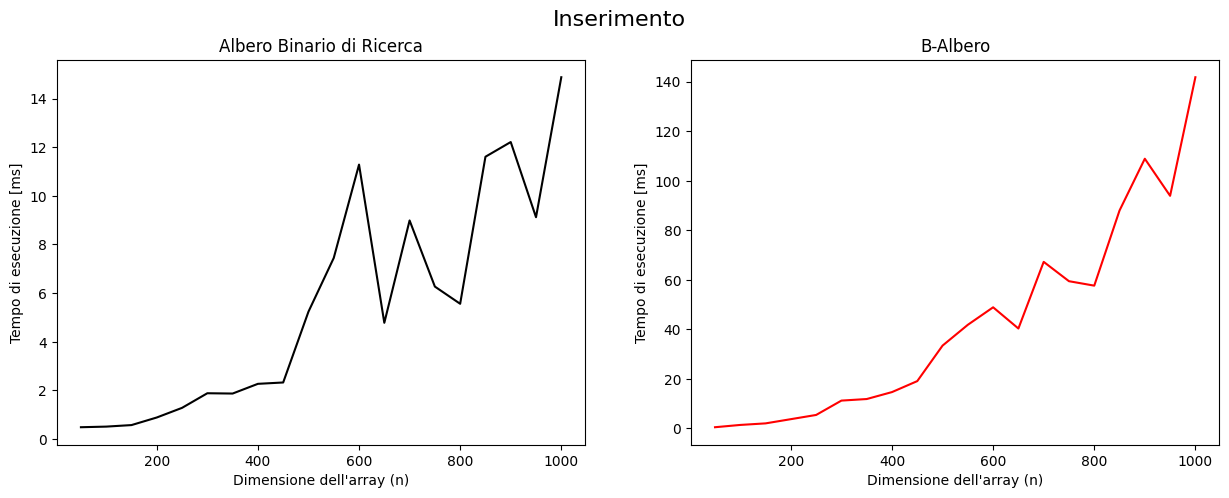 Inserimento
Albero Binario di Ricerca
Tempo di esecuzione [ms]
14
12
10
8
6
4
2
0
200 400 600 800 1000
Dimensione dell'array (n)
B-Albero
Tempo di esecuzione [ms]
140
120
100
80
60
40
20
0
200 400 600 800 1000
Dimensione dell'array (n)